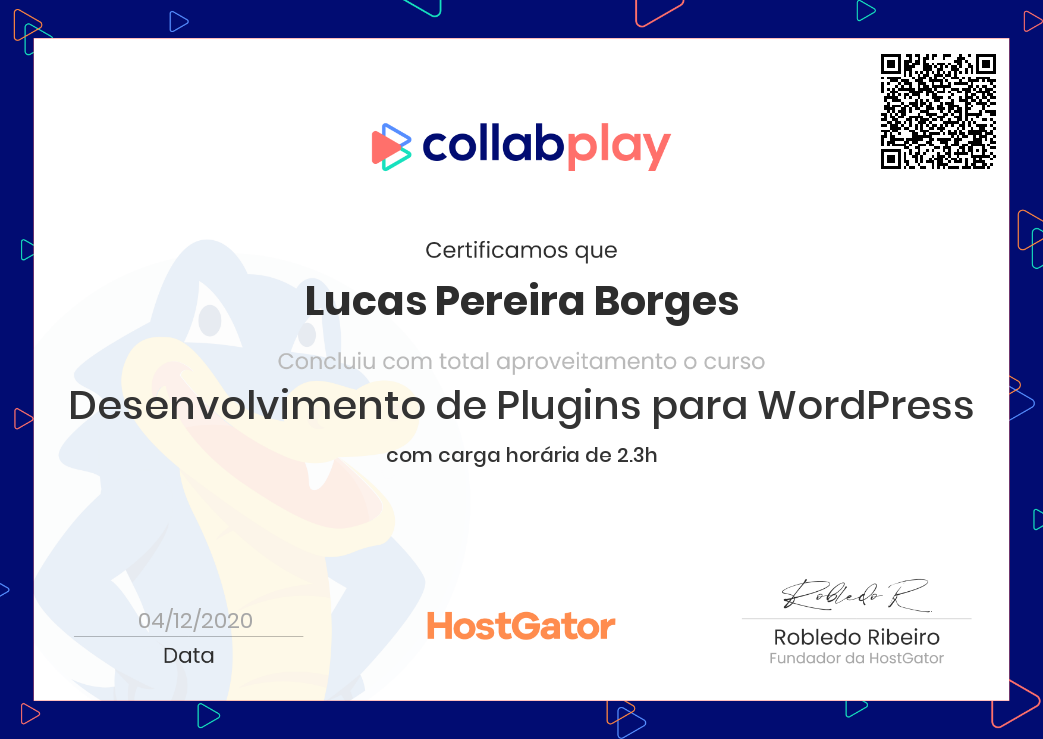 collabplay
Certificamos que
Lucas Pereira Borges
Concluiu com total aproveitamento o curso
Desenvolvimento de Plugins para WordPress
com carga horária de 2.3h
04/12/2020
Data
HostGator
Robledo R.
Robledo Ribeiro
Fundador da HostGator